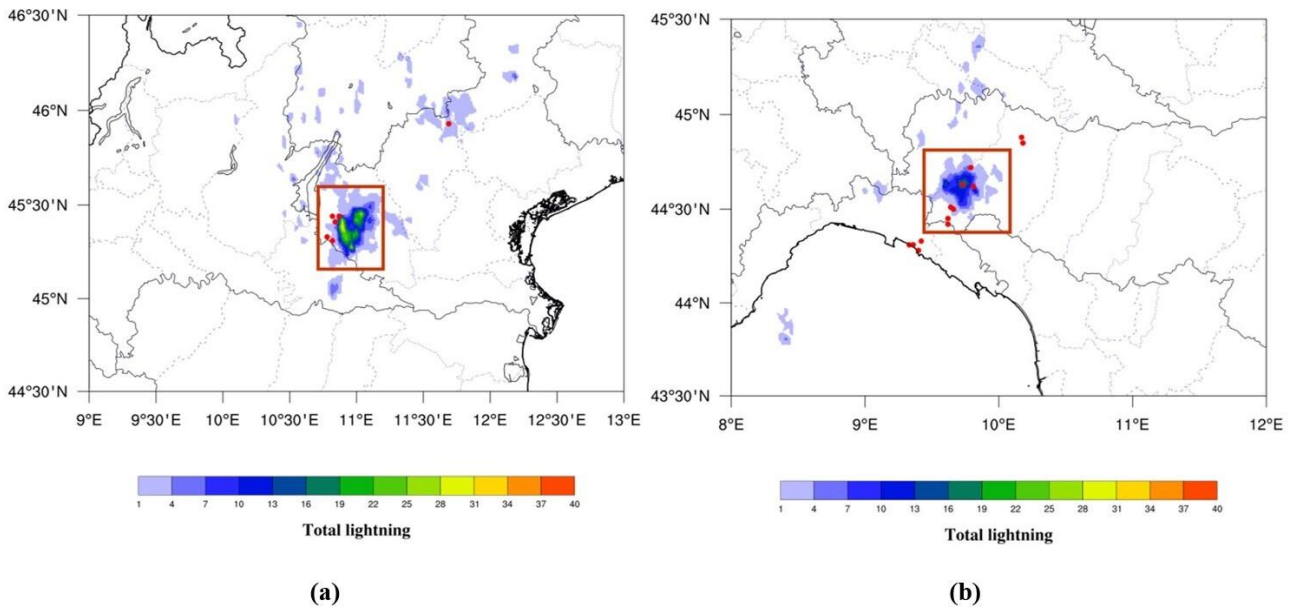 46°30'N
46°N
45°30'N
45°N
44°30'N
9°E 9°30'E 10°E 10°30'E 11°E 11°30'E 12°E 12°30'E 13°E
1 4 7 10 13 16 19 22 25 28 31 34 37 40
Total lightning
(a)
45°30'N
45°N
44°30'N
44°N
43°30'N
8°E 9°E 10°E 11°E 12°E
1 4 7 10 13 16 19 22 25 28 31 34 37 40
Total lightning
(b)